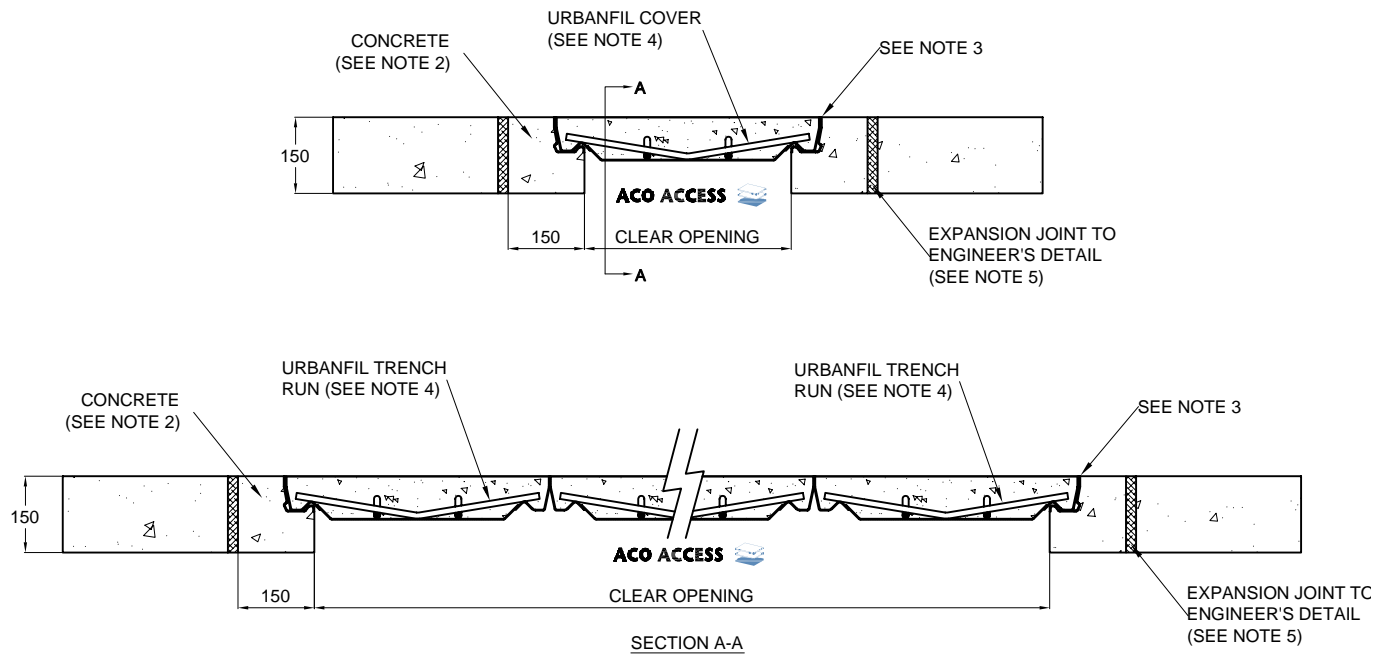 URBANFIL COVER
(SEE NOTE 4)
CONCRETE
(SEE NOTE 2)
SEE NOTE 3
A
150
ACO ACCESS
150
CLEAR OPENING
A
EXPANSION JOINT TO
ENGINEER'S DETAIL
(SEE NOTE 5)
URBANFIL TRENCH
RUN (SEE NOTE 4)
URBANFIL TRENCH
RUN (SEE NOTE 4)
CONCRETE
(SEE NOTE 2)
SEE NOTE 3
150
ACO ACCESS
150
CLEAR OPENING
EXPANSION JOINT TO
ENGINEER'S DETAIL
(SEE NOTE 5)
SECTION A-A